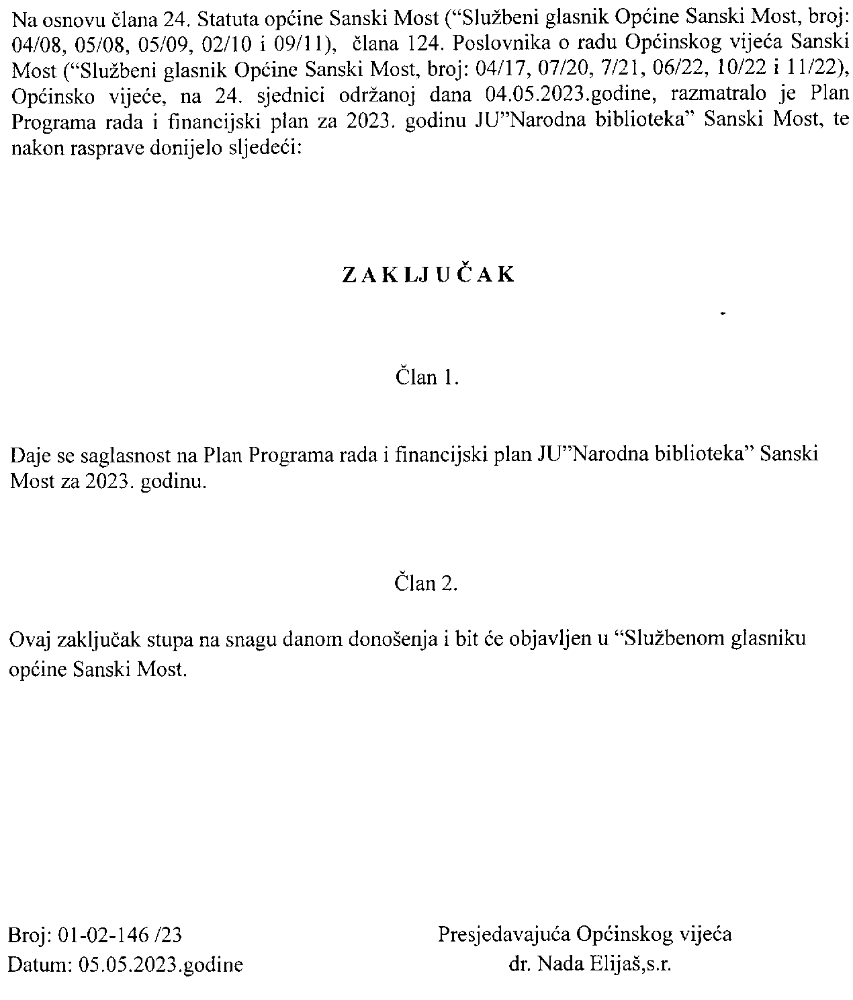 Na osnovu člana 24. Statuta općine Sanski Most (“Službeni glasnik Općine Sanski Most, broj:
04/08, 05/08, 05/09, 02/10 i 09/11), člana 124. Poslovnika o radu Općinskog vijeća Sanski
Most (“Službeni glasnik Općine Sanski Most, broj: 04/17, 07/20, 7/21, 06/22, 10/22 i 11/22),
Općinsko vijeće, na 24. sjednici održanoj dana 04.05.2023.godine, razmatralo je Plan
Programa rada i financijski plan za 2023. godinu JU”Narodna biblioteka” Sanski Most, te
nakon rasprave donijelo sljedeći:
Z A K LJ U Č A K
Član 1.
Daje se saglasnost na Plan Programa rada i financijski plan JU”Narodna biblioteka” Sanski
Most za 2023. godinu.
Član 2.
Ovaj zaključak stupa na snagu danom donošenja i bit će objavljen u “Službenom glasniku
općine Sanski Most.
Broj: 01-02-146 /23 Presjedavajuća Općinskog vijeća
Datum: 05.05.2023.godine dr. Nada Elijaš,s.r.